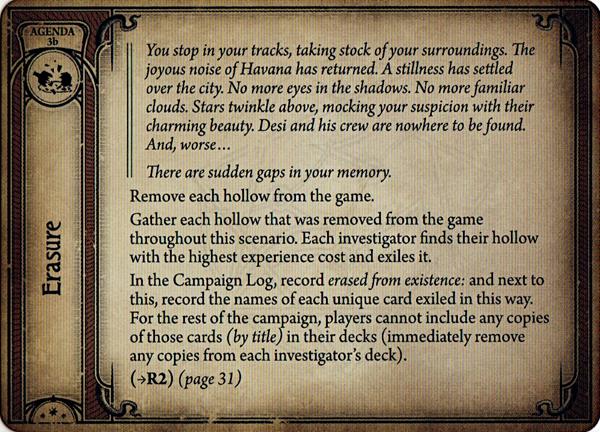 AGENDA
3b
Erasure
You stop in your tracks, taking stock of your surroundings. The
joyous noise of Havana has returned. A stillness has settled
over the city. No more eyes in the shadows. No more familiar
clouds. Stars twinkle above, mocking your suspicion with their
charming beauty. Desi and his crew are nowhere to be found.
And, worse…
There are sudden gaps in your memory.
Remove each hollow from the game.
Gather each hollow that was removed from the game
throughout this scenario. Each investigator finds their hollow
with the highest experience cost and exiles it.
In the Campaign Log, record erased from existence: and next to
this, record the names of each unique card exiled in this way.
For the rest of the campaign, players cannot include any copies
of those cards (by title) in their decks (immediately remove
any copies from each investigator's deck).
(→R2) (page 31)